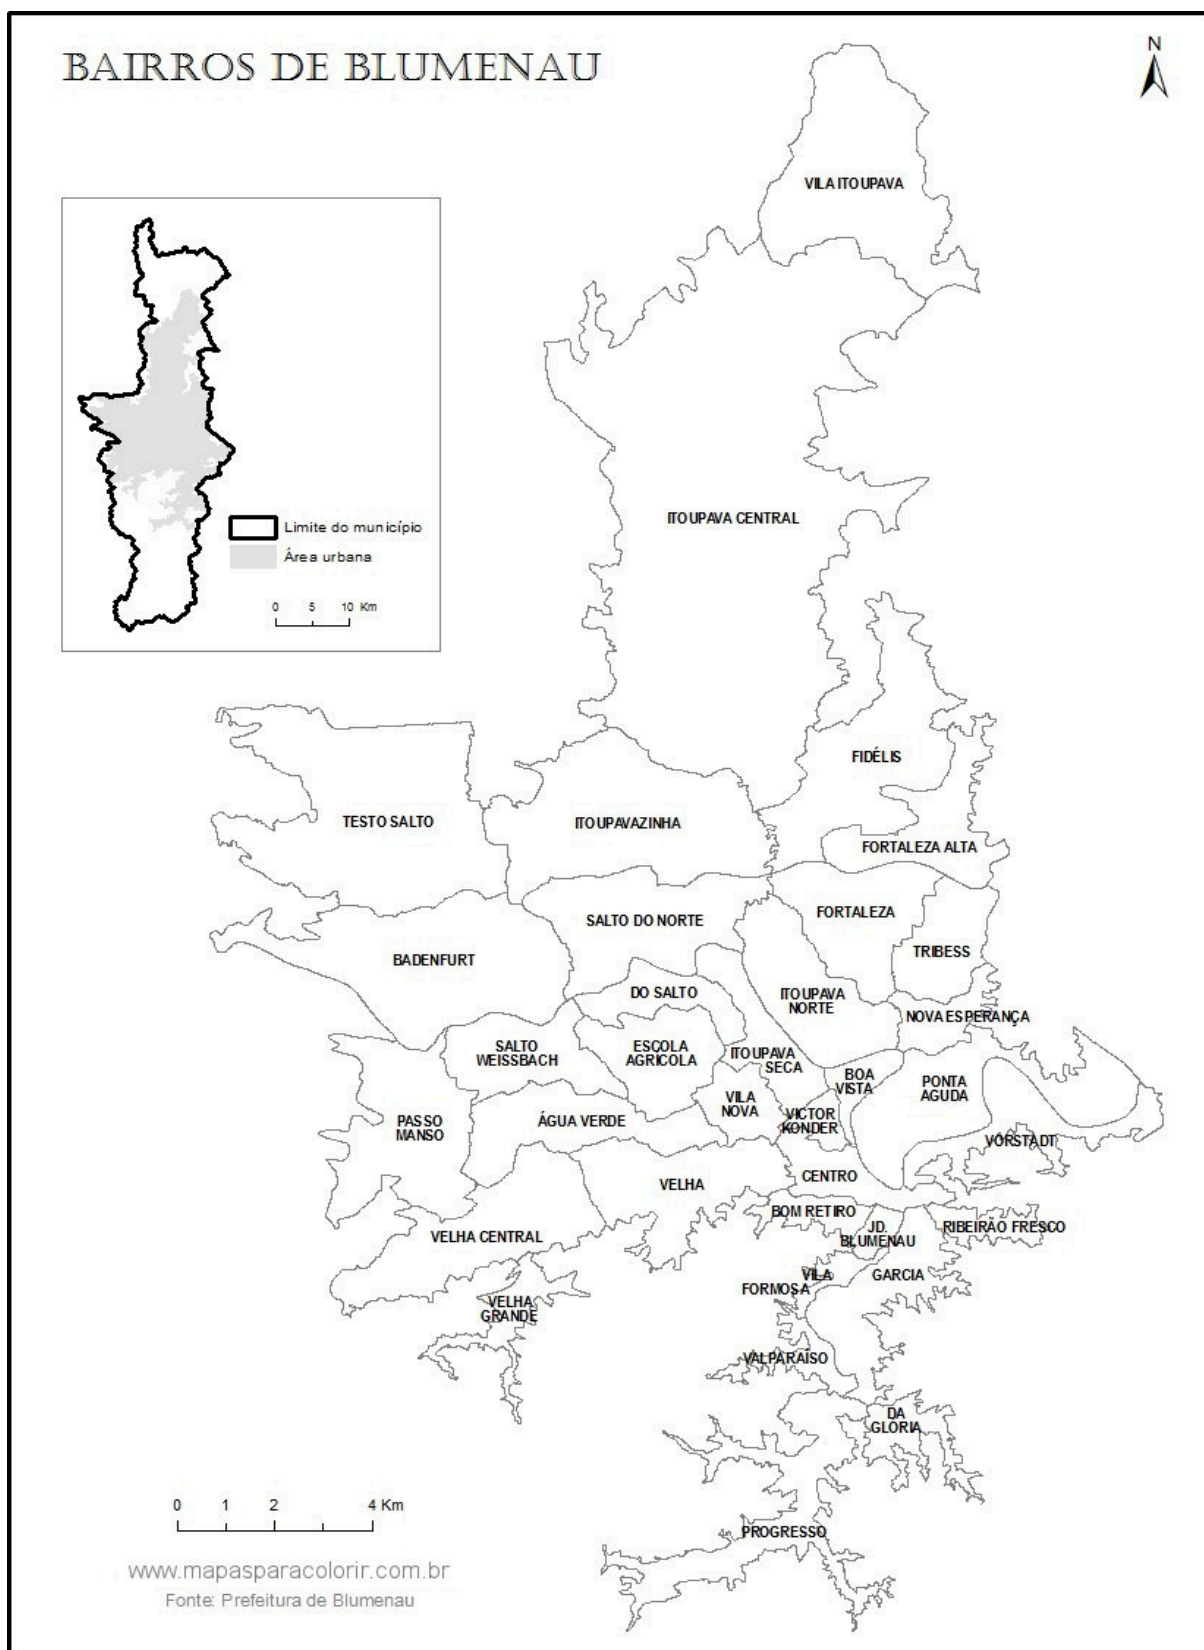 BAIRROS DE BLUMENAU
N
VILA ITOUPAVA
ITOUPAVA CENTRAL
Limite do município
Área urbana
0 5 10 Km
FIDÉLIS
TESTO SALTO
ITOUPAVAZINHA
FORTALEZA ALTA
SALTO DO NORTE
FORTALEZA
BADENFURT
TRIBESS
DO SALTO
ITOUPAVA
NORTE
NOVA ESPERANÇA
SALTO
WEISSBACH
ESCOLA
AGRÍCOLA
ITOUPAVA
SECA
BOA
VISTA
PONTA
AGUDA
VILA
NOVA
VICTOR
KONDER
PASSO
MANSO
ÁGUA VERDE
VORSTADT
CENTRO
VELHA
BOM RETIRO
JD.
BLUMENAU
RIBEIRÃO FRESCO
VELHA CENTRAL
VILA
FORMOSA
GARCIA
VELHA
GRANDE
VALPARAÍSO
DA
GLÓRIA
PROGRESSO
0 1 2 4 Km
www.mapasparacolorir.com.br
Fonte: Prefeitura de Blumenau